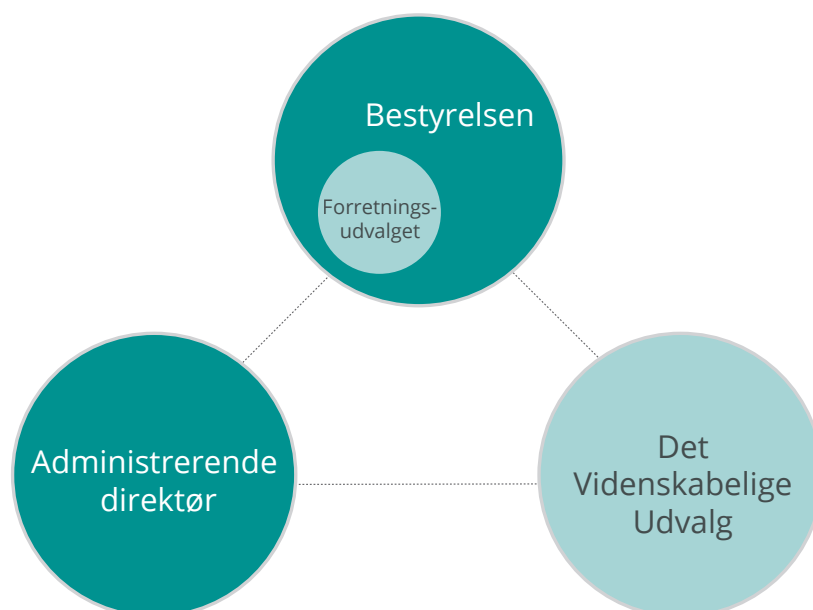 Bestyrelsen
Forretnings-
udvalget
Administrerende
direktør
Det
Videnskabelige
Udvalg